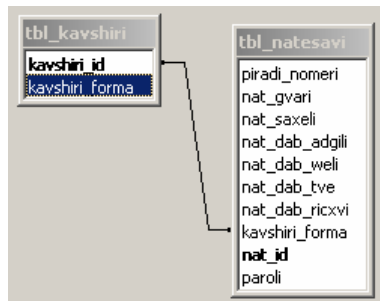 tbl_kavshiri
kavshiri_id
kavshiri_forma
tbl_natesavi
piradi_nomeri
nat_gvari
nat_saxeli
nat_dab_adgili
nat_dab_weli
nat_dab_tve
nat_dab_ricxvi
kavshiri_forma
nat_id
paroli